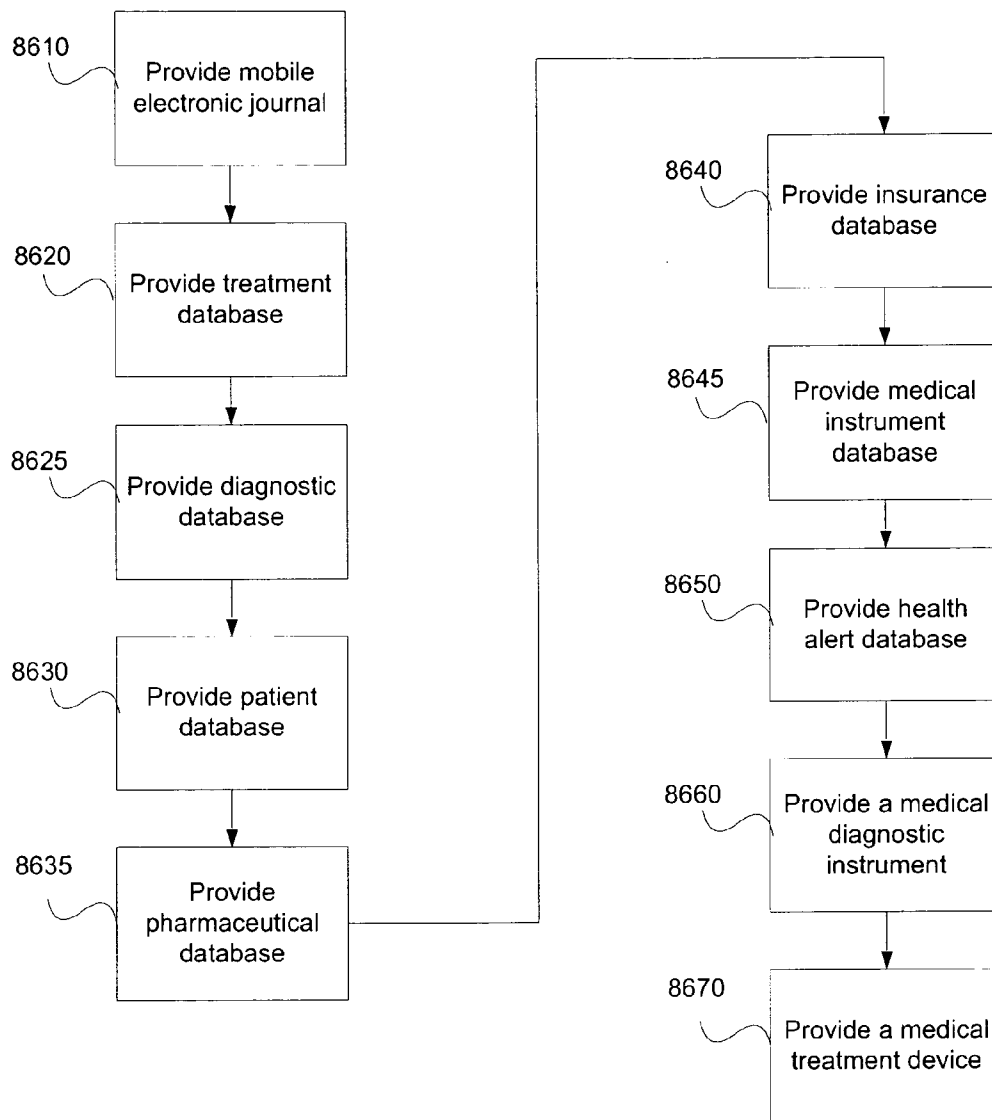 8610
Provide mobile
electronic journal
8620
Provide treatment
database
8625
Provide diagnostic
database
8630
Provide patient
database
8635
Provide
pharmaceutical
database
8640
Provide insurance
database
8645
Provide medical
instrument
database
8650
Provide health
alert database
8660
Provide a medical
diagnostic
instrument
8670
Provide a medical
treatment device